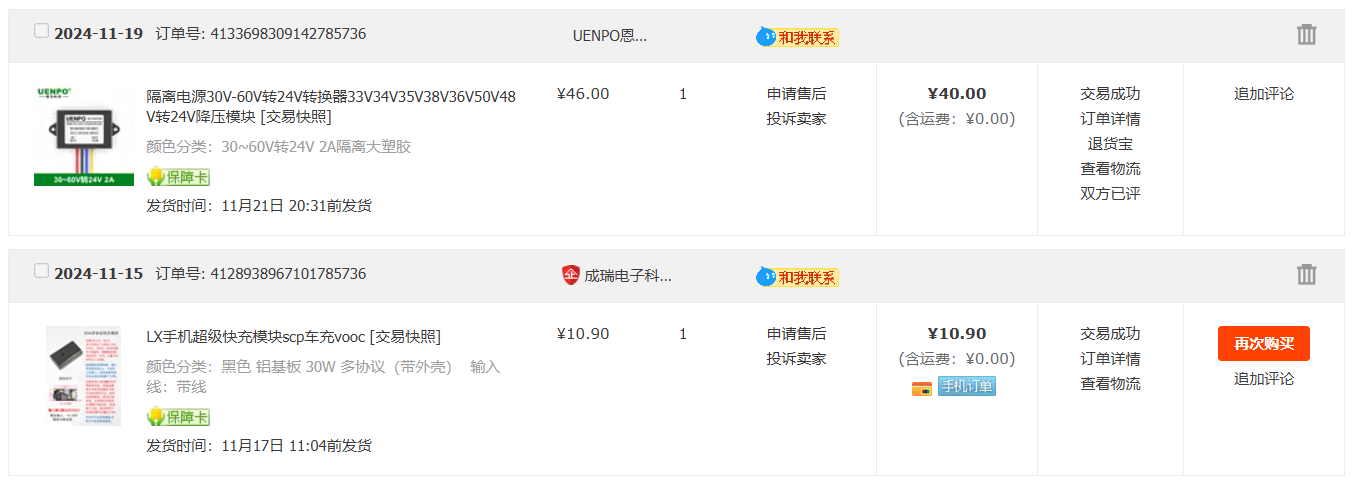 2024-11-19 订单号: 4133698309142785736 UENPO恩... 和我联系
隔离电源30V-60V转24V转换器33V34V35V38V36V50V48
V转24V降压模块 [交易快照]
颜色分类：30~60V转24V 2A隔离大塑胶
保障卡
发货时间：11月21日 20:31前发货
¥46.00
1
申请售后
投诉卖家
¥40.00
(含运费：¥0.00)
交易成功
订单详情
退货宝
查看物流
双方已评
追加评论
UENPO
UENPO
30~60V转24V 2A
2024-11-15 订单号: 4128938967101785736 企 成瑞电子科... 和我联系
LX手机超级快充模块scp车充vooc [交易快照]
颜色分类：黑色 铝基板 30W 多协议（带外壳） 输入
线：带线
保障卡
发货时间：11月17日 11:04前发货
¥10.90
1
申请售后
投诉卖家
¥10.90
(含运费：¥0.00)
手机订单
交易成功
订单详情
查看物流
再次购买
追加评论